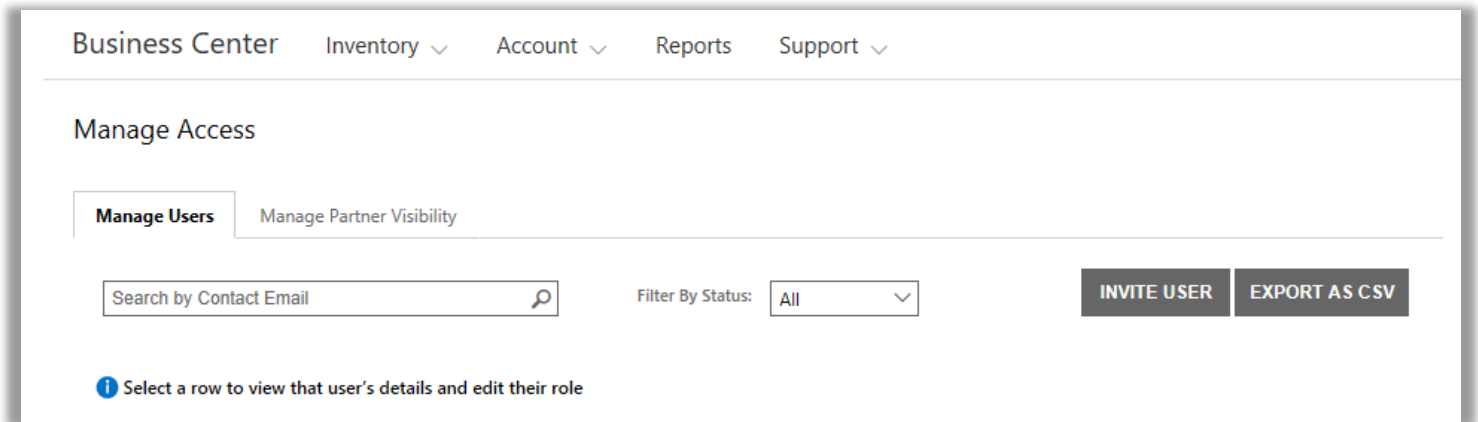 Business Center Inventory Account Reports Support
Manage Access
Manage Users Manage Partner Visibility
Search by Contact Email Filter By Status: All INVITE USER EXPORT AS CSV
Select a row to view that user's details and edit their role